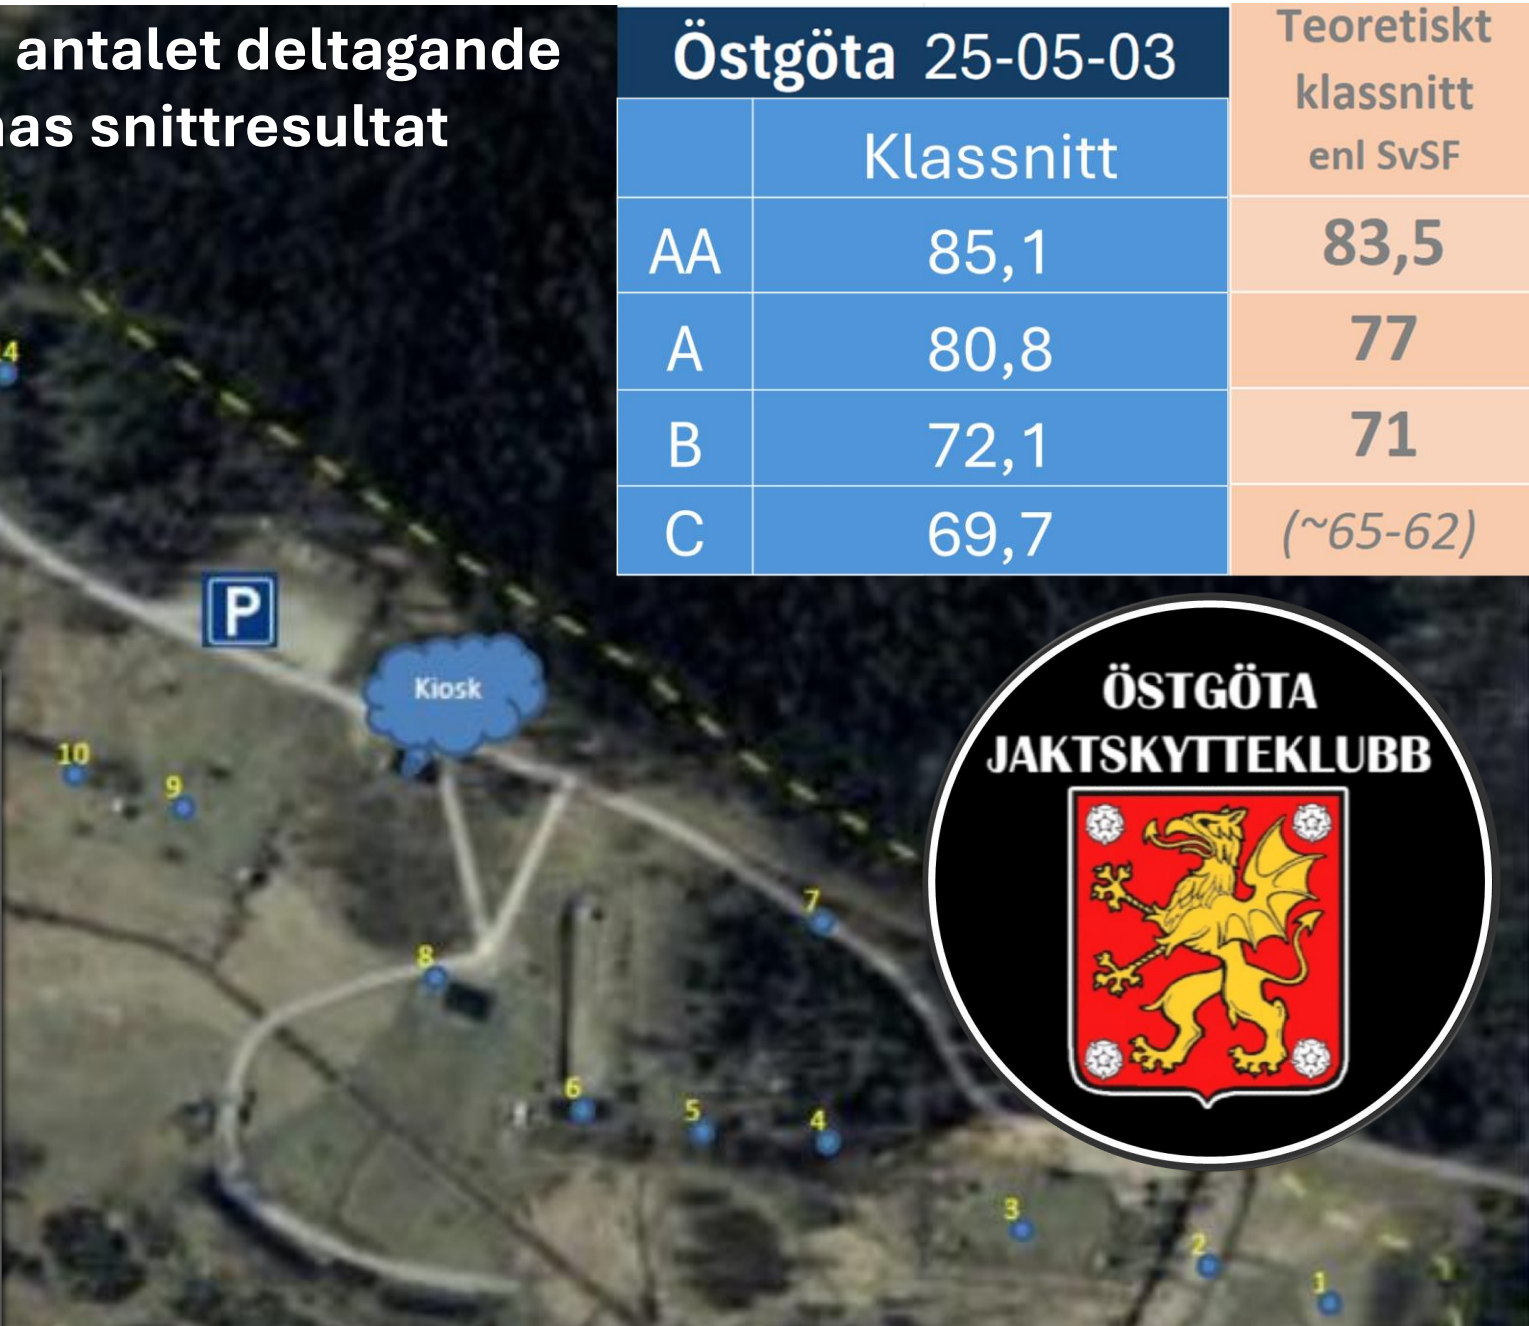 antalet deltagande
nas snittresultat
Östgöta 25-05-03
Teoretiskt
klassnitt
enl SvSF
Klassnitt
AA 85,1 83,5
A 80,8 77
B 72,1 71
C 69,7 (~65-62)
4
P
Kiosk
ÖSTGÖTA
JAKTSKYTTEKLUBB
10
9
7
8
6
5
4
3
2
1